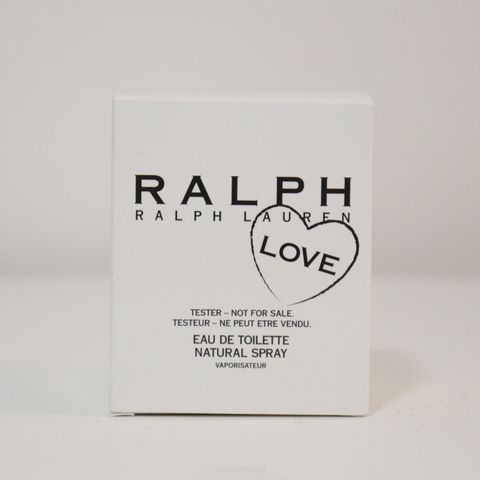 RALPH
RALPH LAUREN
LOVE
TESTER – NOT FOR SALE.
TESTEUR – NE PEUT ETRE VENDU.
EAU DE TOILETTE
NATURAL SPRAY
VAPORISATEUR